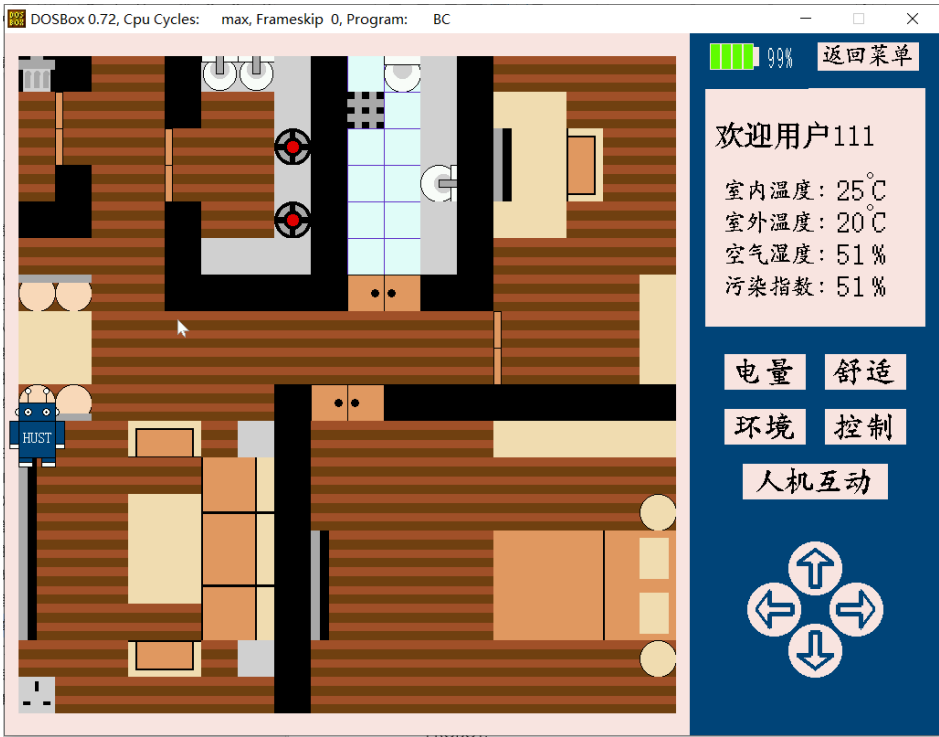 DOSBox 0.72, Cpu Cycles: max, Frameskip 0, Program: BC
99%
返回菜单
欢迎用户111
室内温度：25°C
室外温度：20°C
空气湿度：51%
污染指数：51%
电量
舒适
环境
控制
人机互动
HUST